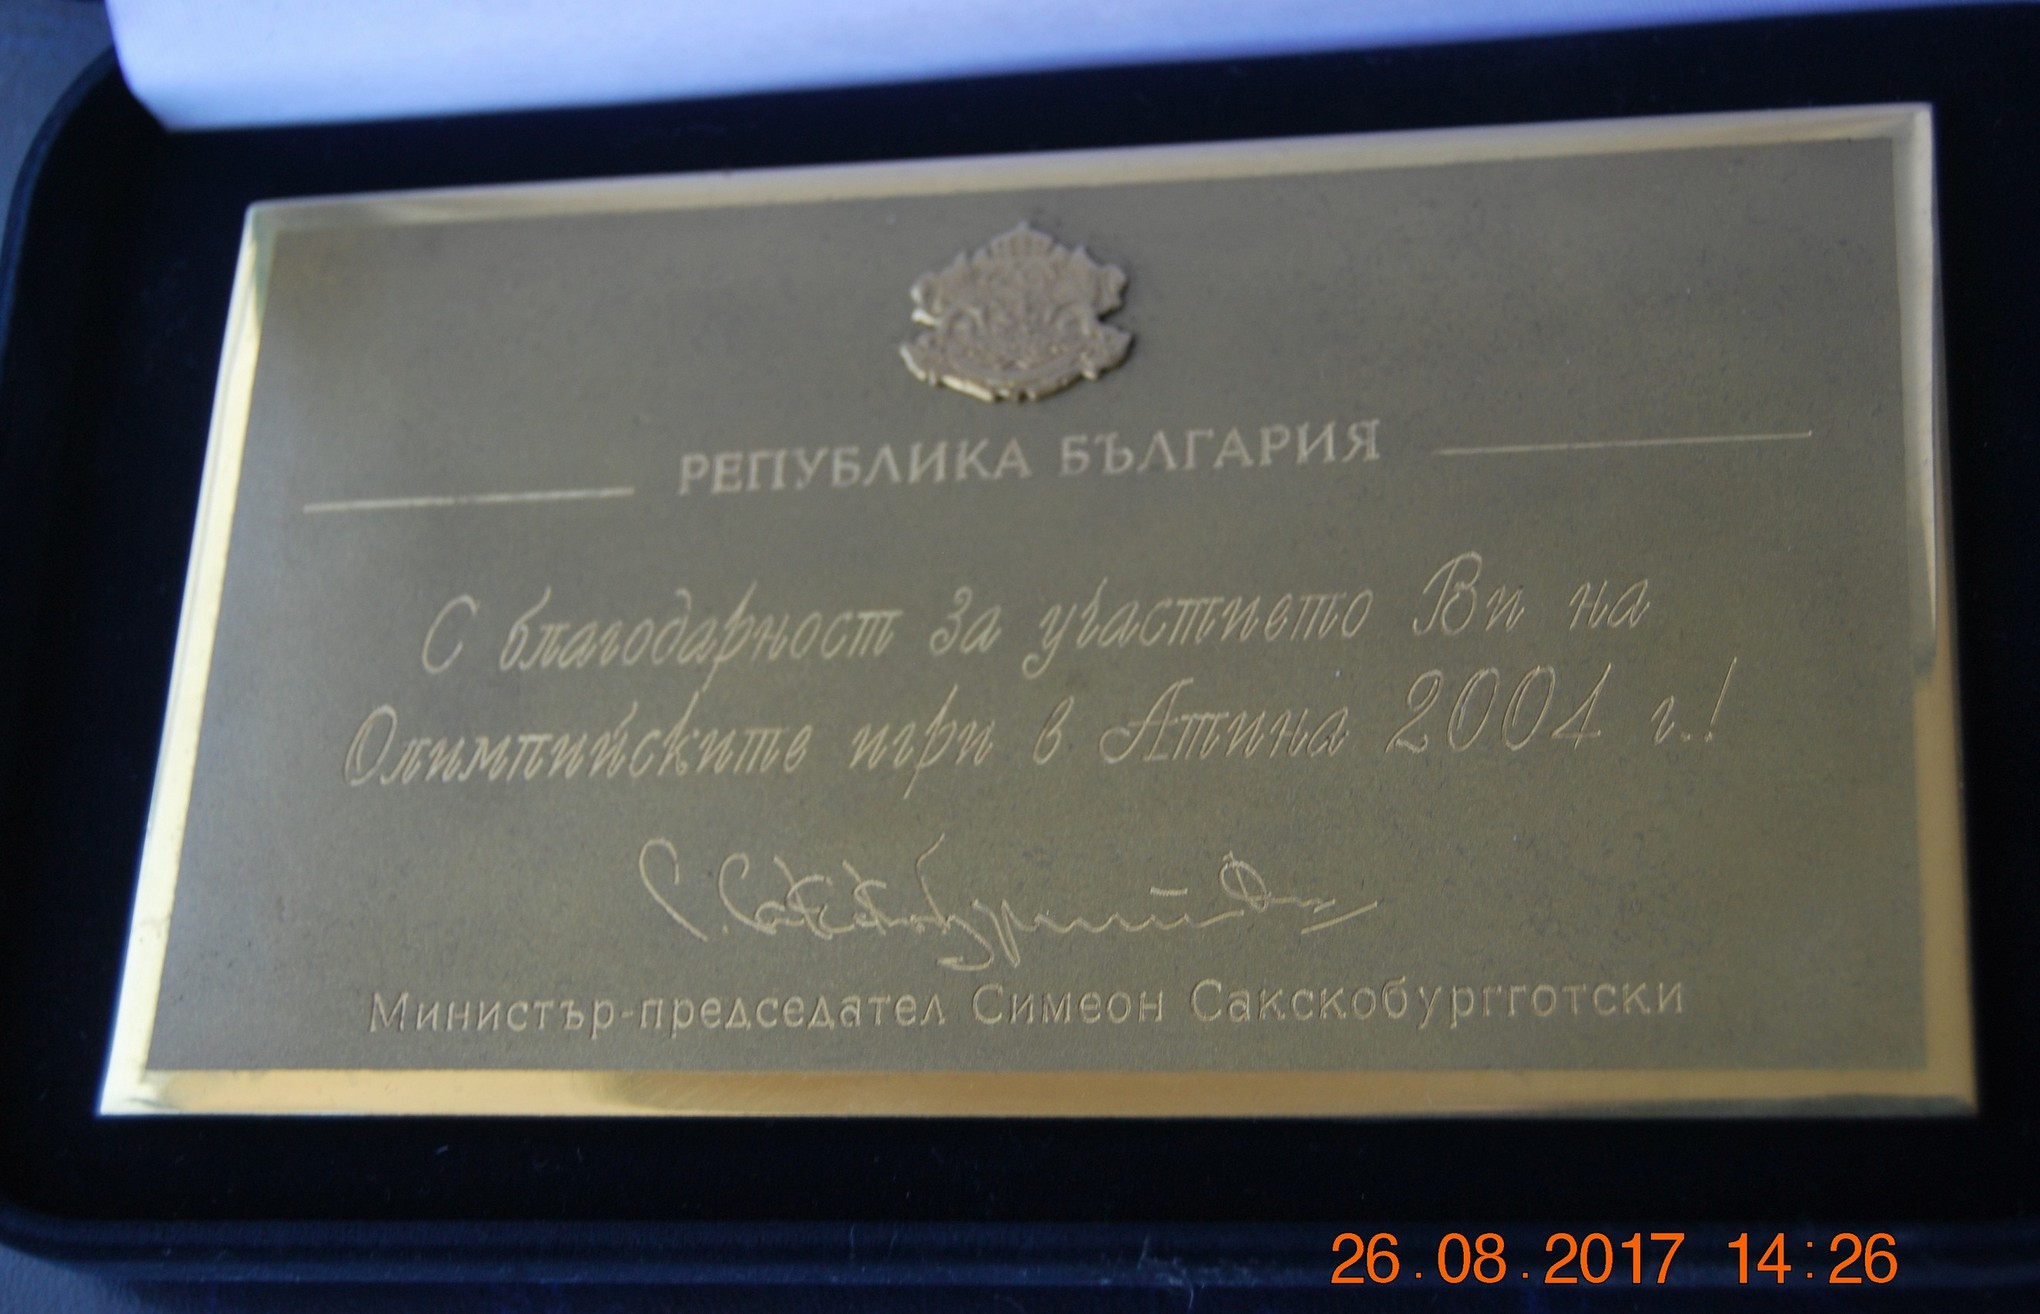 РЕПУБЛИКА БЪЛГАРИЯ
С благодарност за участието Ви на
Олимпийските игри в Атина 2004 г.!
Министър-председател Симеон Сакскобургготски
26.08.2017 14:26